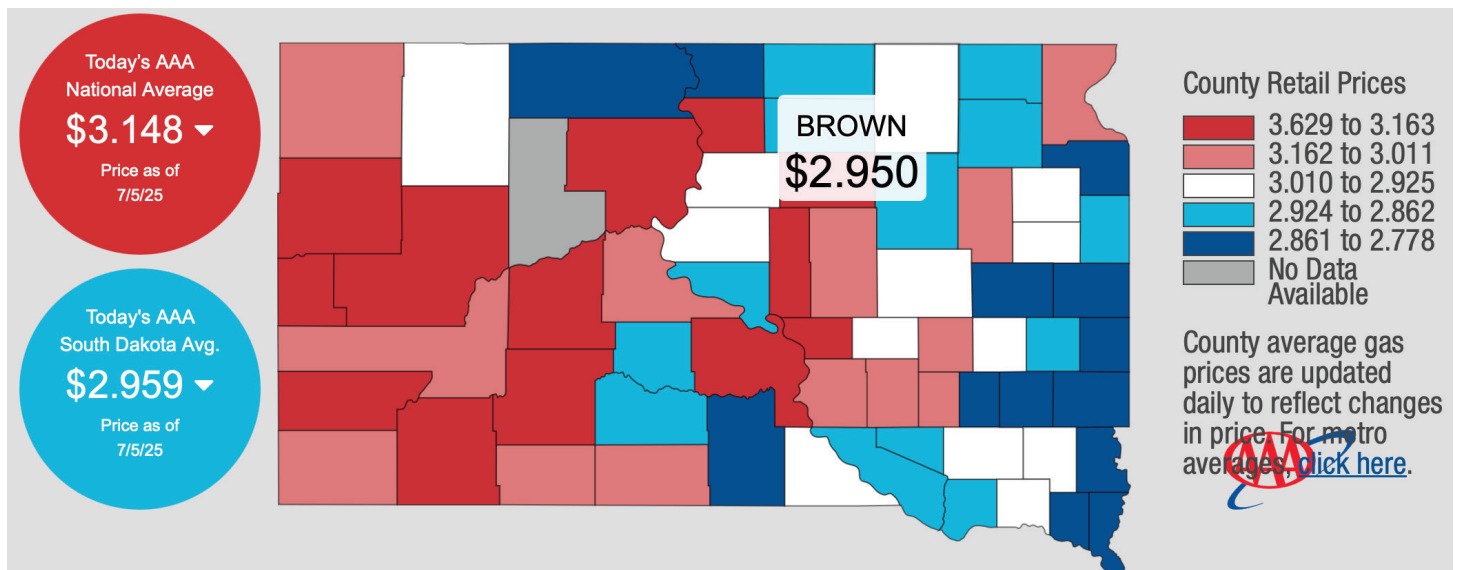 Today's AAA
National Average
$3.148
Price as of
7/5/25
Today's AAA
South Dakota Avg.
$2.959
Price as of
7/5/25
BROWN
$2.950
County Retail Prices
3.629 to 3.163
3.162 to 3.011
3.010 to 2.925
2.924 to 2.862
2.861 to 2.778
No Data
Available
County average gas
prices are updated
daily to reflect changes
in price. For metro
averages, click here.
AAA